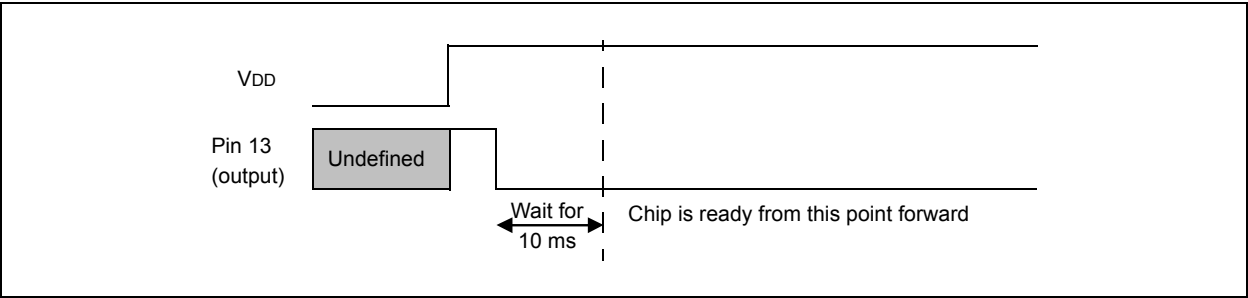 VDD
Pin 13
(output)
Undefined
Wait for
10 ms
Chip is ready from this point forward